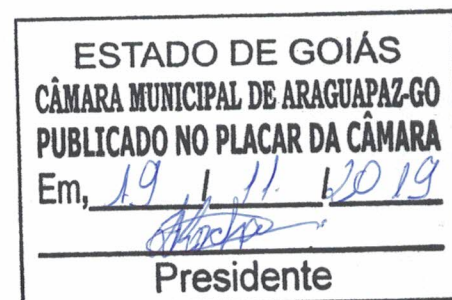 ESTADO DE GOIÁS
CÂMARA MUNICIPAL DE ARAGUAPAZ-GO
PUBLICADO NO PLACAR DA CÂMARA
Em, 19 / 11 / 2019
Presidente